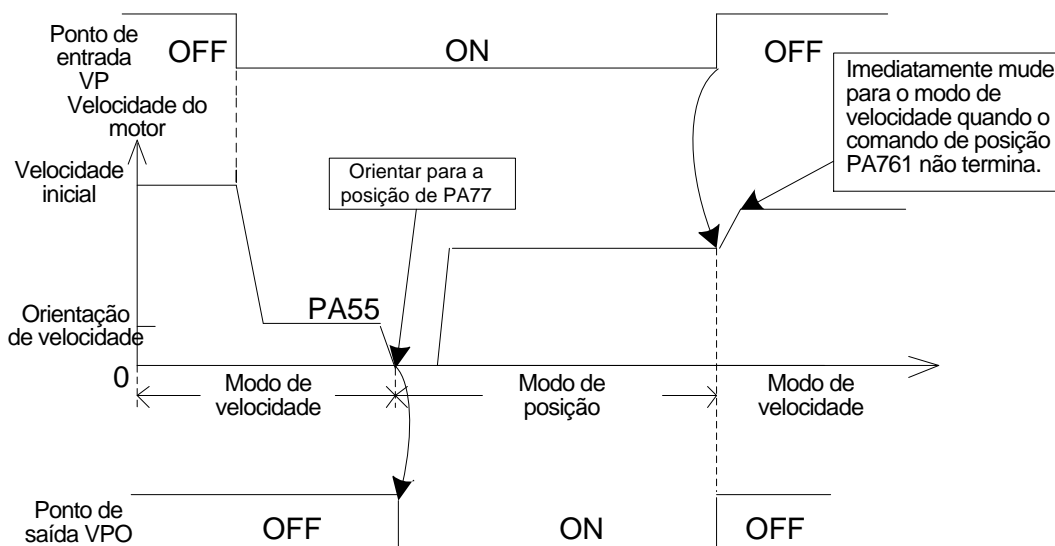 Ponto de
entrada
VP
OFF
ON
OFF
Velocidade do
motor
Imediatamente mude
para o modo de
velocidade quando o
comando de posição
PA761 não termina.
Velocidade
inicial
Orientar para a
posição de PA77
PA55
Orientação
de velocidade
0
Modo de
velocidade
Modo de
posição
Modo de
velocidade
Ponto de
saída VPO
OFF
ON
OFF